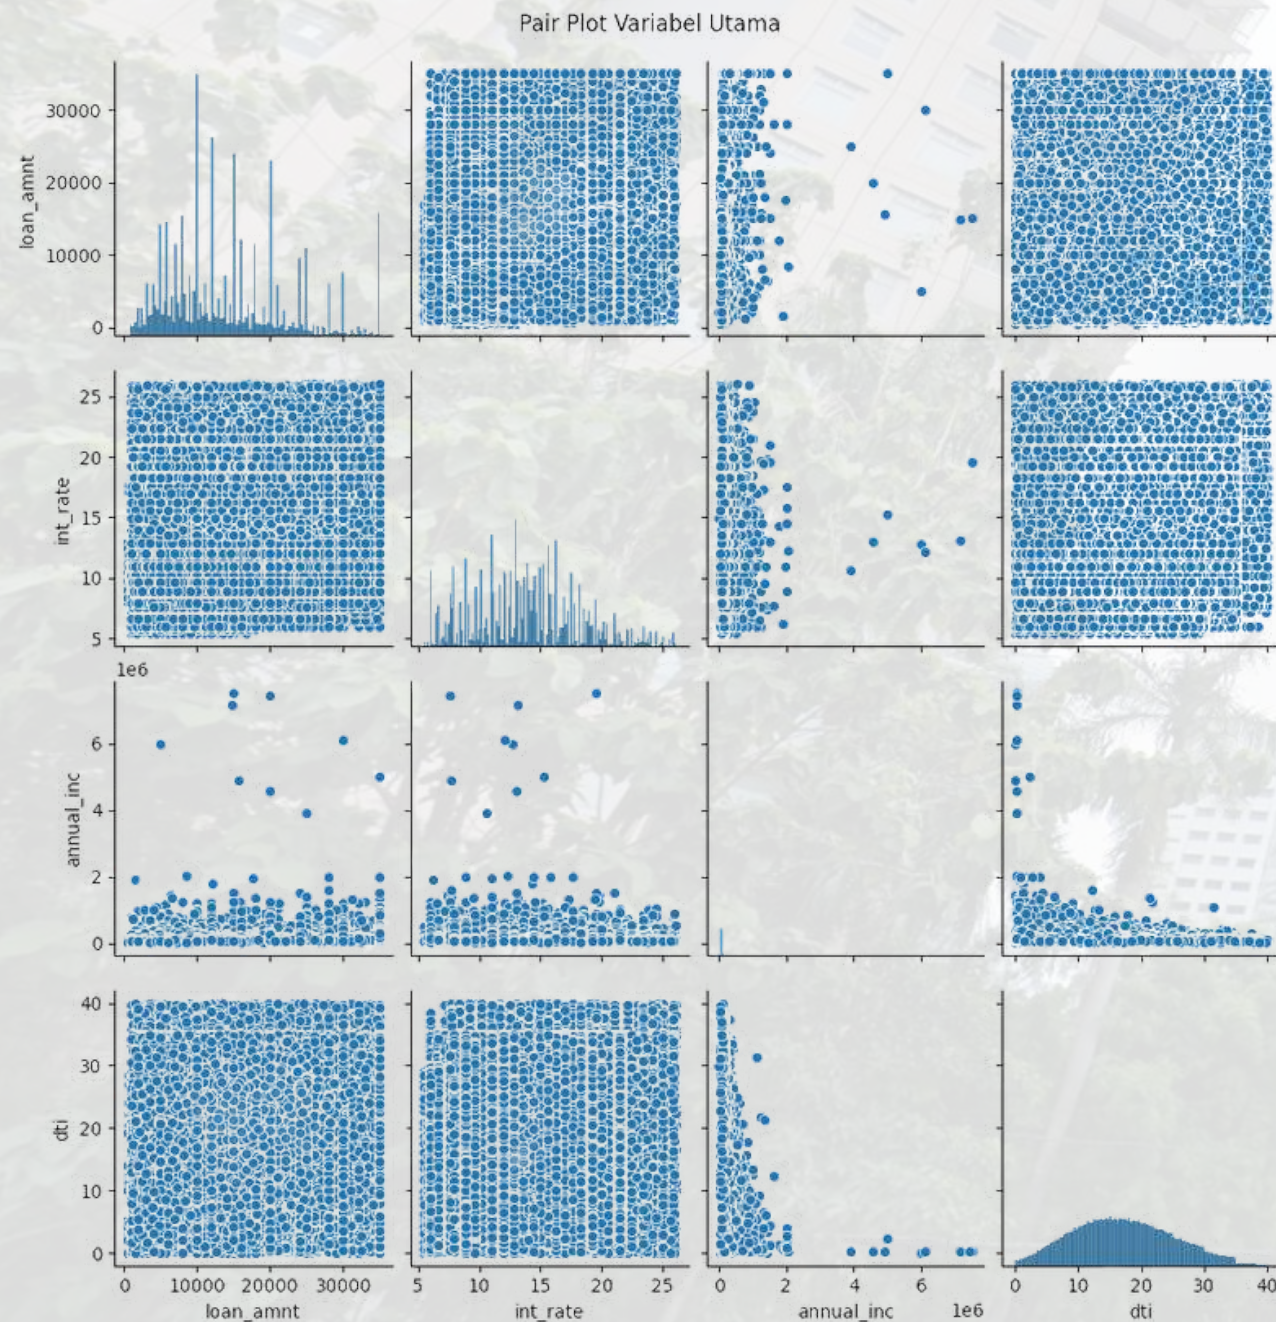 Pair Plot Variabel Utama
loan_amnt
30000
20000
10000
0
int_rate
25
20
15
10
5
1e6
annual_inc
6
4
2
0
dti
40
30
20
10
0
0 10000 20000 30000
loan_amnt
5 10 15 20 25
int_rate
0 2 4 6
annual_inc 1e6
0 10 20 30 40
dti